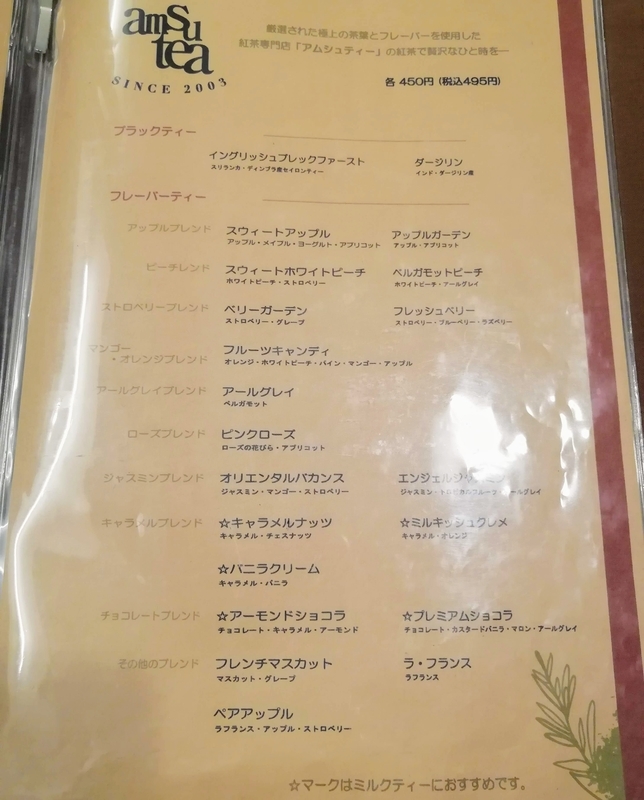 amsu
tea
SINCE 2003
厳選された極上の茶葉とフレーバーを使用した
紅茶専門店「アムシュティー」の紅茶で贅沢なひと時を―
各 450円 (税込495円)
ブラックティー
イングリッシュブレックファースト ダージリン
スリランカ・ディンブラ産セイロンティー インド・ダージリン産
フレーバーティー
アップルブレンド スウィートアップル アップルガーデン
アップル・メイプル・ヨーグルト・アプリコット アップル・アプリコット
ピーチレンド スウィートホワイトピーチ ベルガモットピーチ
ホワイトピーチ・ストロベリー ホワイトピーチ・アールグレイ
ストロベリーブレンド ベリーガーデン フレッシュベリー
ストロベリー・グレープ ストロベリー・ブルーベリー・ラズベリー
マンゴー
・オレンジブレンド フルーツキャンディ
オレンジ・ホワイトピーチ・パイン・マンゴー・アップル
アールグレイブレンド アールグレイ
ベルガモット
ローズブレンド ピンクローズ
ローズの花びら・アプリコット
ジャスミンブレンド オリエンタルバカンス
ジャスミン・マンゴー・ストロベリー ジャスミン・トロピカルフルーツ・アールグレイ
キャラメルブレンド ☆キャラメルナッツ ☆ミルキッシュクレメ
キャラメル・チェスナッツ キャラメル・オレンジ
☆バニラクリーム
キャラメル・バニラ
チョコレートブレンド ☆アーモンドショコラ ☆プレミアムショコラ
チョコレート・キャラメル・アーモンド チョコレート・カスタードバニラ・マロン・アールグレイ
その他のブレンド フレンチマスカット ラ・フランス
マスカット・グレープ ラフランス
ペアアップル
ラフランス・アップル・ストロベリー
☆マークはミルクティーにおすすめです。